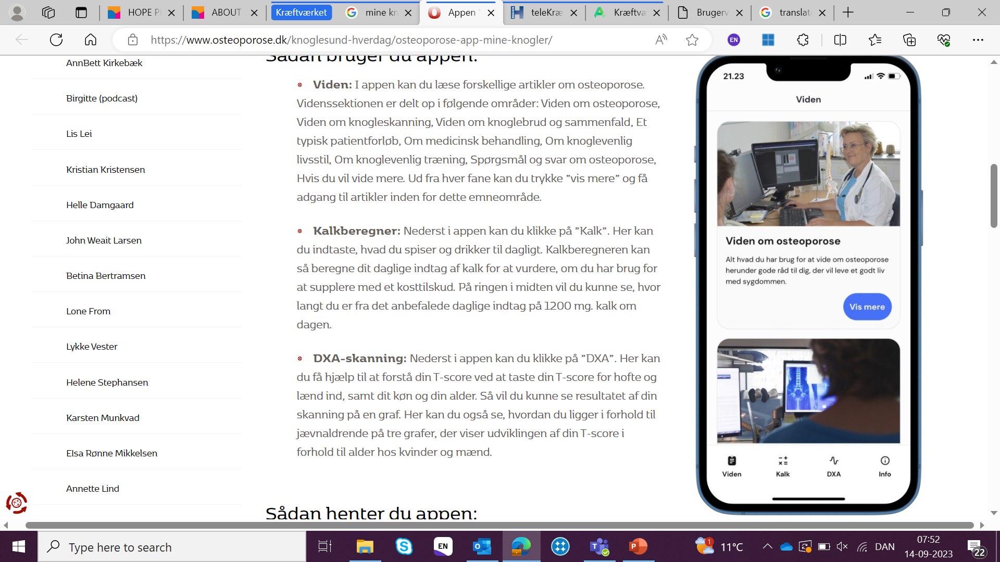 HOPE P
ABOUT
Kræftværket
mine kn
Appen
teleKræ
Kræftva
Brugerv
translat
https://www.osteoporose.dk/knoglesund-hverdag/osteoporose-app-mine-knogler/
EN
AnnBett Kirkebæk
Birgitte (podcast)
Lis Lei
Kristian Kristensen
Helle Damgaard
John Weait Larsen
Betina Bertramsen
Lone From
Lykke Vester
Helene Stephansen
Karsten Munkvad
Elsa Rønne Mikkelsen
Annette Lind
Sådan bruger du appen:
Viden: I appen kan du læse forskellige artikler om osteoporose.
Videnssektionen er delt op i følgende områder: Viden om osteoporose,
Viden om knogleskanning, Viden om knoglebrud og sammenfald, Et
typisk patientforløb, Om medicinsk behandling, Om knoglevenlig
livsstil, Om knoglevenlig træning, Spørgsmål og svar om osteoporose,
Hvis du vil vide mere. Ud fra hver fane kan du trykke ”vis mere” og få
adgang til artikler inden for dette emneområde.
Kalkberegner: Nederst i appen kan du klikke på ”Kalk”. Her kan
du indtaste, hvad du spiser og drikker til dagligt. Kalkberegneren kan
så beregne dit daglige indtag af kalk for at vurdere, om du har brug for
at supplere med et kosttilskud. På ringen i midten vil du kunne se, hvor
langt du er fra det anbefalede daglige indtag på 1200 mg. kalk om
dagen.
DXA-skanning: Nederst i appen kan du klikke på ”DXA”. Her kan
du få hjælp til at forstå din T-score ved at taste din T-score for hofte og
lænd ind, samt dit køn og din alder. Så vil du kunne se resultatet af din
skanning på en graf. Her kan du også se, hvordan du ligger i forhold til
jævnaldrende på tre grafer, der viser udviklingen af din T-score i
forhold til alder hos kvinder og mænd.
Sådan henter du appen:
21.23
Viden
Viden om osteoporose
Alt hvad du har brug for at vide om osteoporose
herunder gode råd til dig, der vil leve et godt liv
med sygdommen.
Vis mere
Viden
Kalk
DXA
Info
Type here to search
EN
1
11°C
DAN
07:52
14-09-2023
22